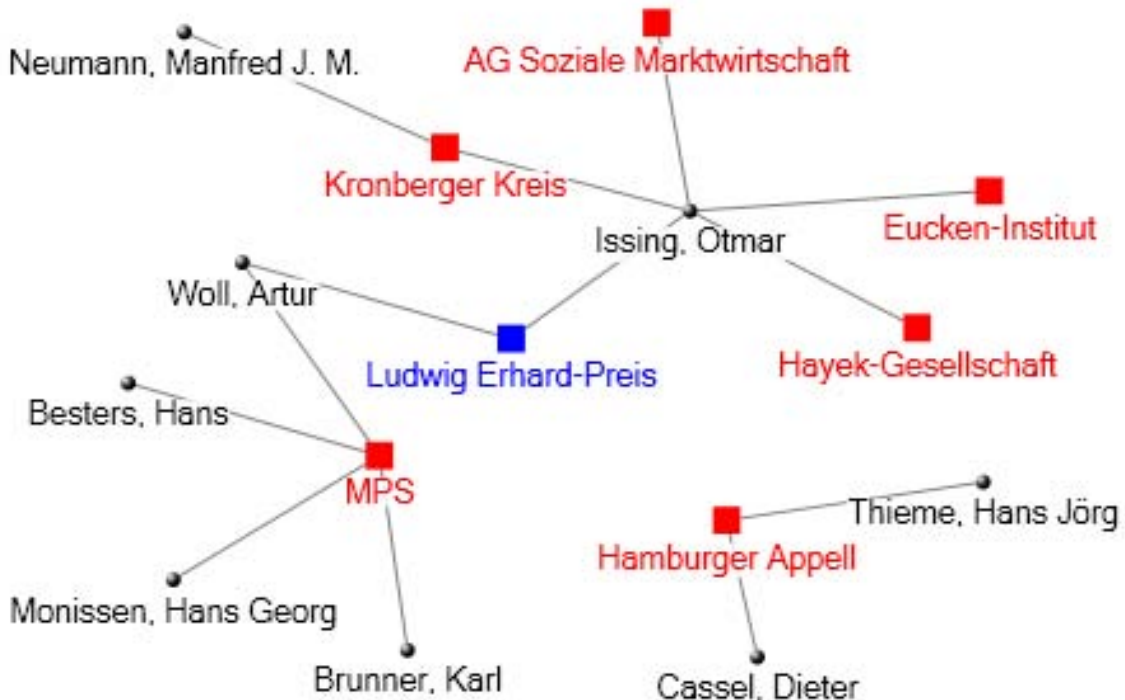 Neumann, Manfred J. M.
AG Soziale Marktwirtschaft
Kronberger Kreis
Issing, Otmar
Eucken-Institut
Woll, Artur
Ludwig Erhard-Preis
Hayek-Gesellschaft
Besters, Hans
MPS
Thieme, Hans Jörg
Hamburger Appell
Monissen, Hans Georg
Brunner, Karl
Cassel, Dieter